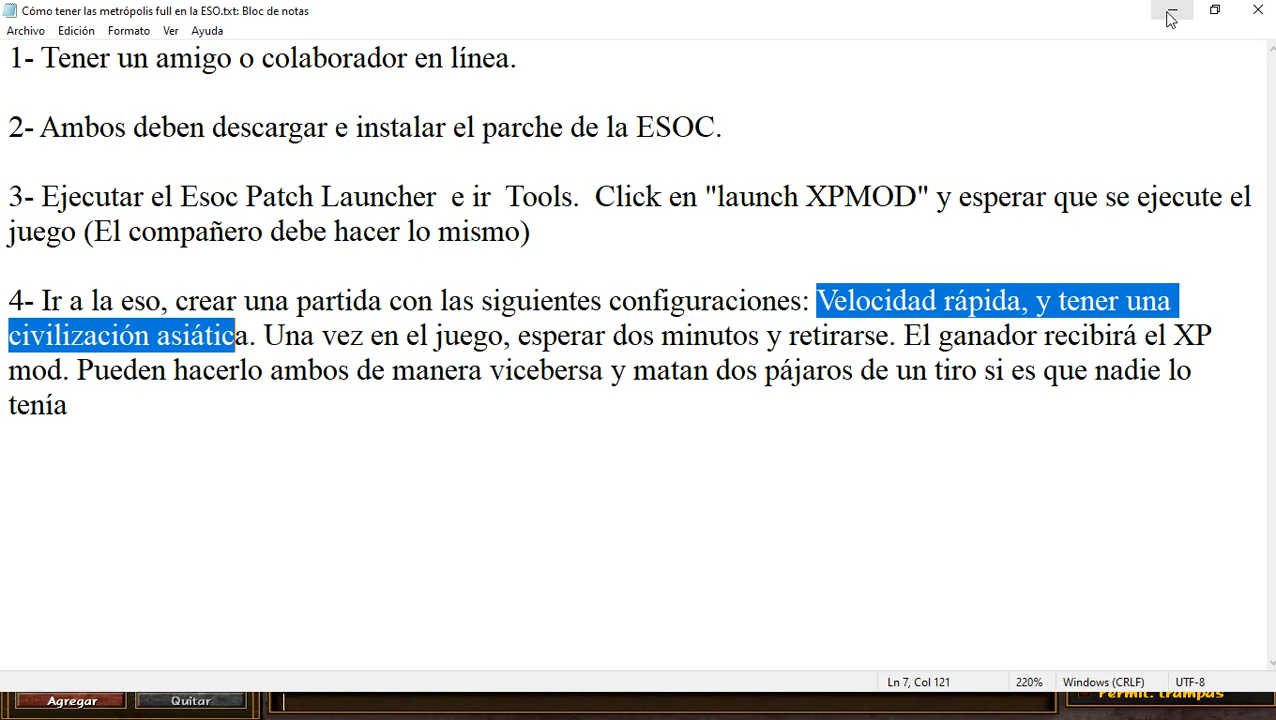 Cómo tener las metrópolis full en la ESO.txt: Bloc de notas
Archivo Edición Formato Ver Ayuda
1- Tener un amigo o colaborador en línea.
2- Ambos deben descargar e instalar el parche de la ESOC.
3- Ejecutar el Esoc Patch Launcher  e ir  Tools.  Click en "launch XPMOD" y esperar que se ejecute el
juego (El compañero debe hacer lo mismo)
4- Ir a la eso, crear una partida con las siguientes configuraciones: Velocidad rápida, y tener una
civilización asiática. Una vez en el juego, esperar dos minutos y retirarse. El ganador recibirá el XP
mod. Pueden hacerlo ambos de manera vicebersa y matan dos pájaros de un tiro si es que nadie lo
tenía
Ln 7, Col 121 220% Windows (CRLF) UTF-8
Agregar Quitar Permit. trampas